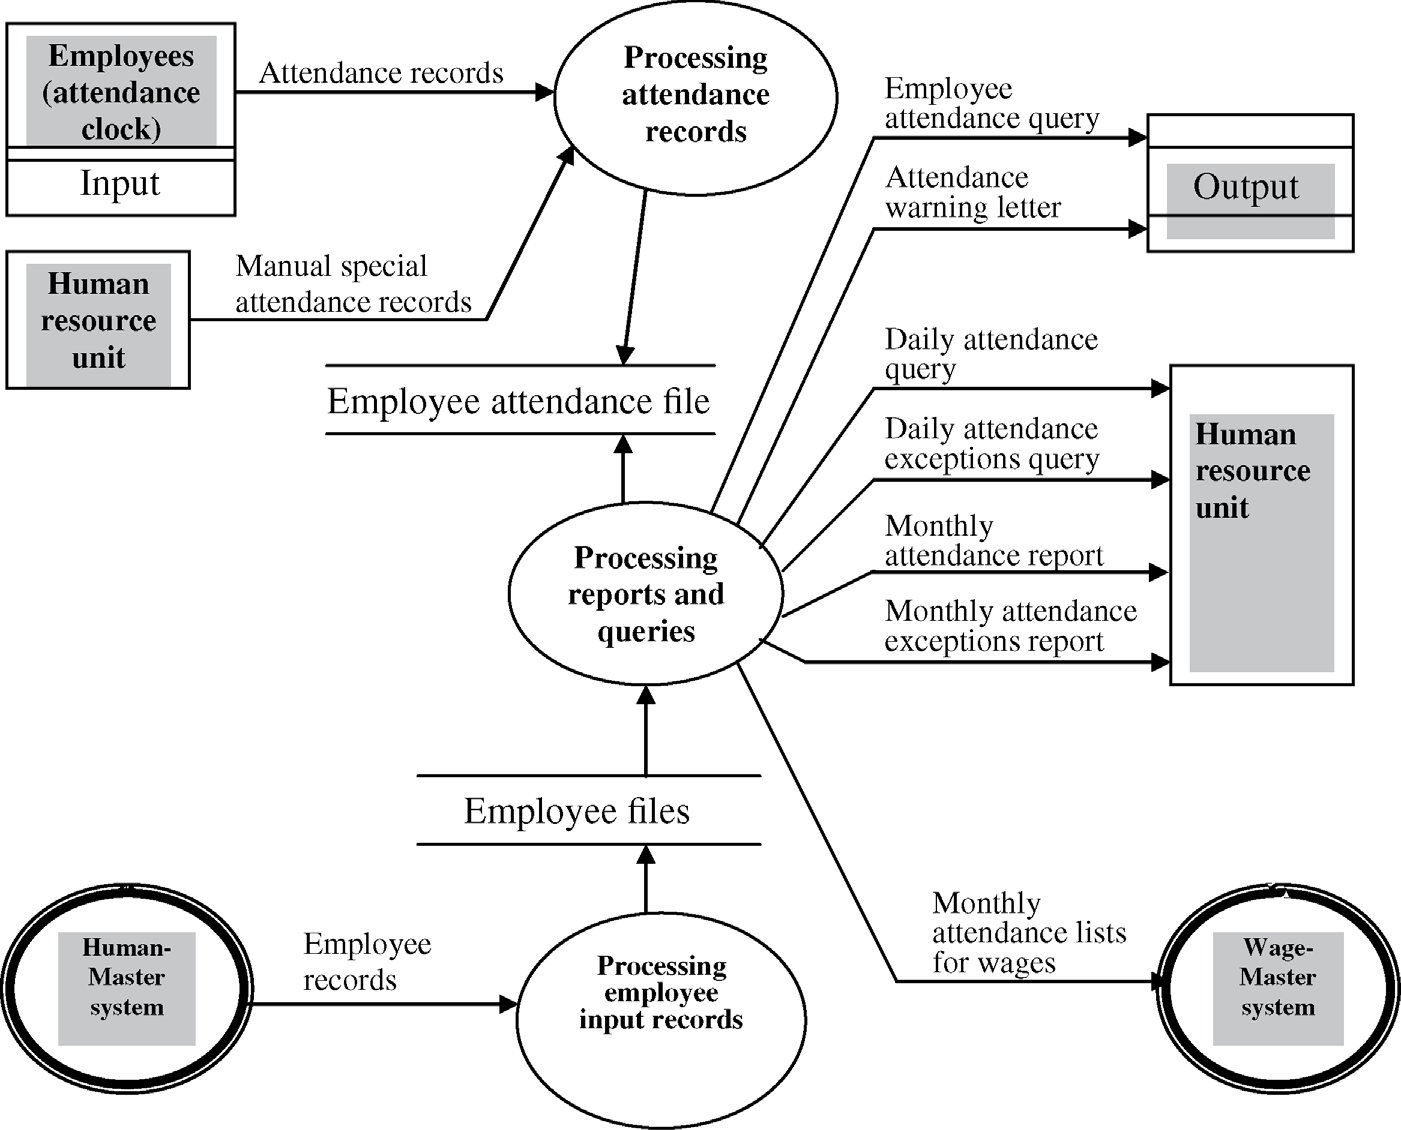 Employees
(attendance
clock)
Input
Attendance records
Processing
attendance
records
Employee
attendance query
Attendance
warning letter
Output
Human
resource
unit
Manual special
attendance records
Employee attendance file
Daily attendance
query
Daily attendance
exceptions query
Monthly
attendance report
Monthly attendance
exceptions report
Human
resource
unit
Processing
reports and
queries
Employee files
Human-
Master
system
Employee
records
Processing
employee
input records
Monthly
attendance lists
for wages
Wage-
Master
system